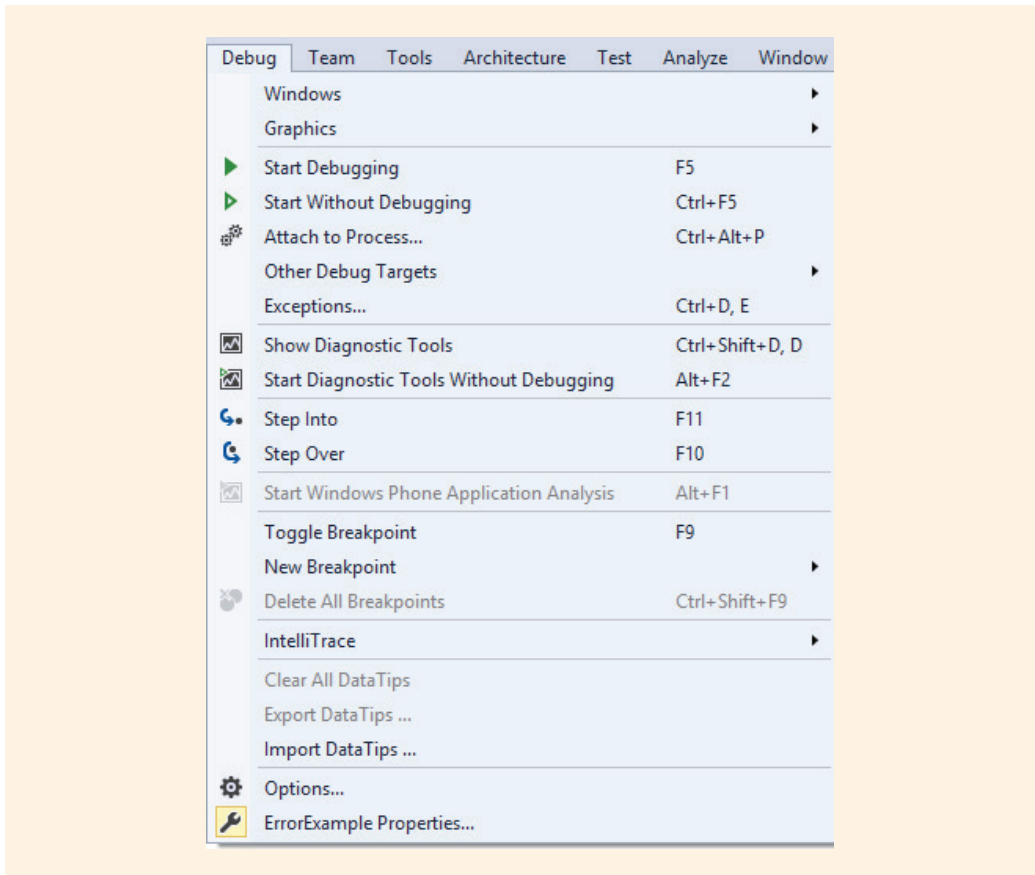 Debug Team Tools Architecture Test Analyze Window
Windows
Graphics
Start Debugging F5
Start Without Debugging Ctrl+F5
Attach to Process... Ctrl+Alt+P
Other Debug Targets
Exceptions... Ctrl+D, E
Show Diagnostic Tools Ctrl+Shift+D, D
Start Diagnostic Tools Without Debugging Alt+F2
Step Into F11
Step Over F10
Start Windows Phone Application Analysis Alt+F1
Toggle Breakpoint F9
New Breakpoint
Delete All Breakpoints Ctrl+Shift+F9
IntelliTrace
Clear All DataTips
Export DataTips ...
Import DataTips ...
Options...
ErrorExample Properties...